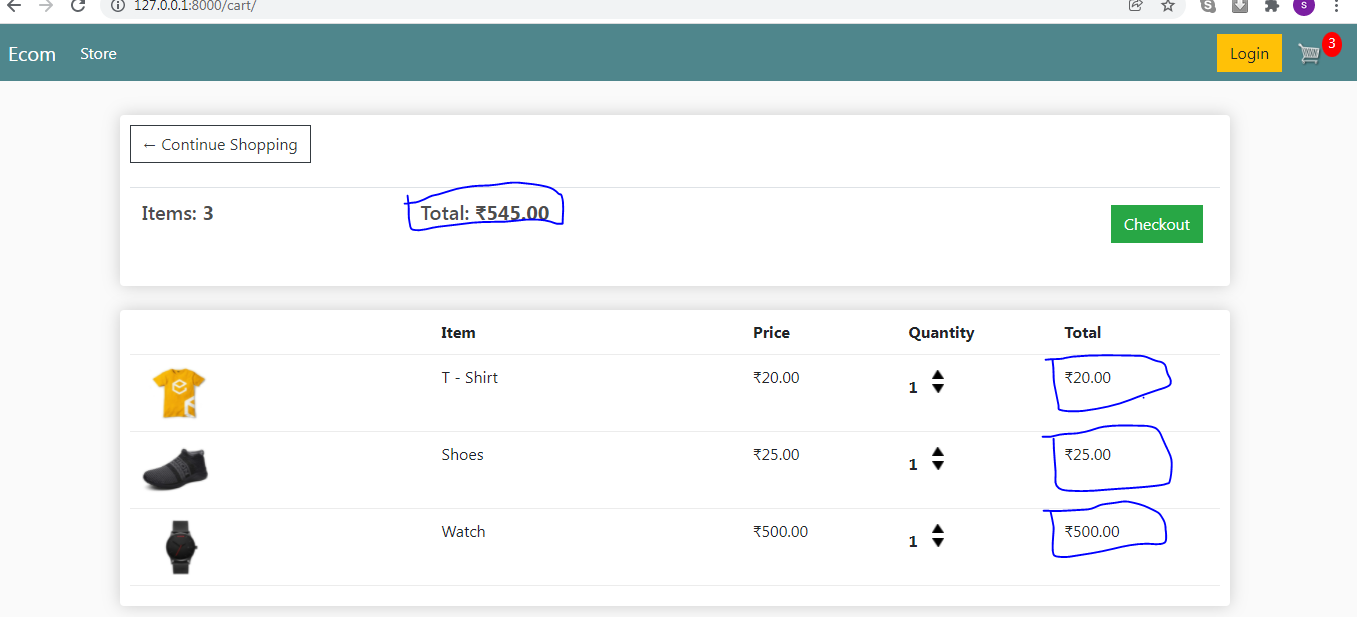 127.0.0.1:8000/cart/
S
s
Ecom Store Login 3
← Continue Shopping
Items: 3 Total: ₹545.00
Checkout
Item Price Quantity Total
T - Shirt ₹20.00 1 ₹20.00
Shoes ₹25.00 1 ₹25.00
Watch ₹500.00 1 ₹500.00